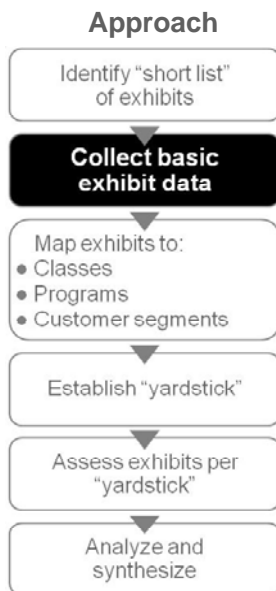 Approach
Identify “short list”
of exhibits
Collect basic
exhibit data
Map exhibits to:
● Classes
● Programs
● Customer segments
Establish “yardstick”
Assess exhibits per
“yardstick”
Analyze and
synthesize